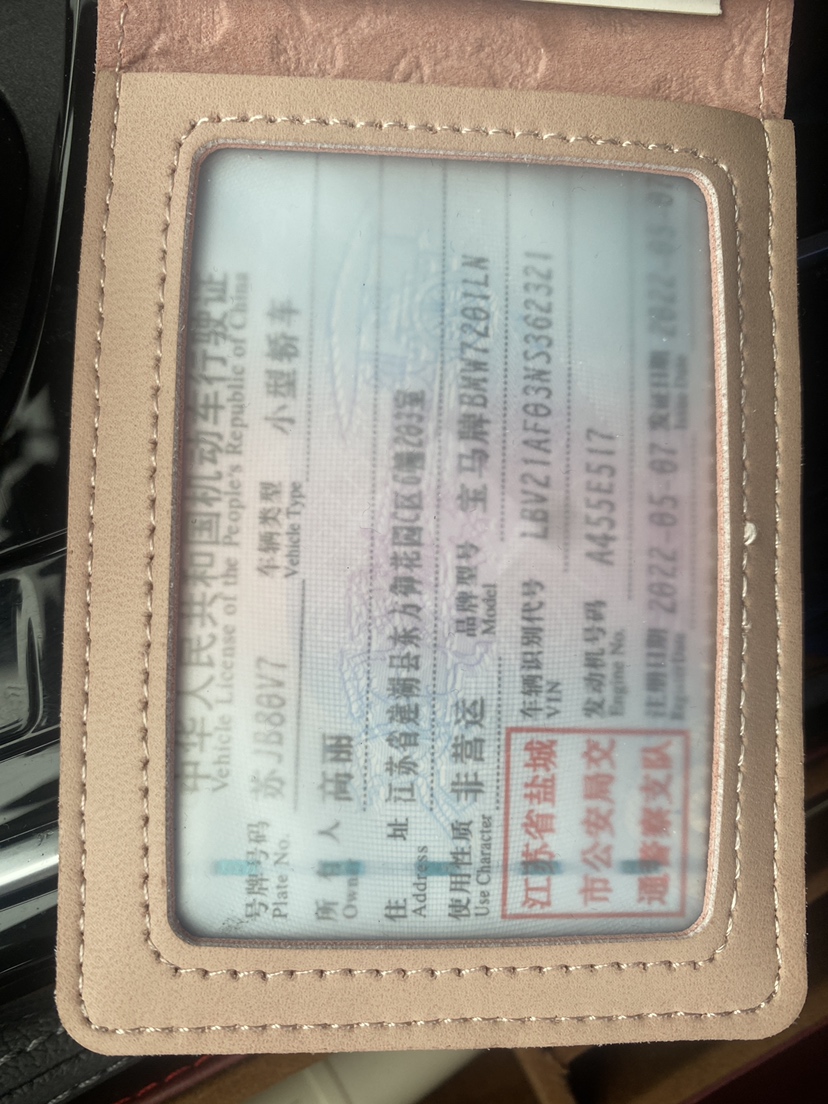 中华人民共和国机动车行驶证
Vehicle License of the People's Republic of China
号牌号码 苏JB80V7 车辆类型 小型轿车
Plate No. Vehicle Type
所有人 高丽
Owner
住址 江苏省建湖县东方御花园C区6幢203室
Address
使用性质 非营运 品牌型号 宝马牌BMW7201LN
Use Character Model
江苏省盐城
市公安局交
通警察支队
车辆识别代号 LBV21AF03NS362321
VIN
发动机号码 A455E517
Engine No.
注册日期 2022-05-07 发证日期 2022-05-07
Register Date Issue Date